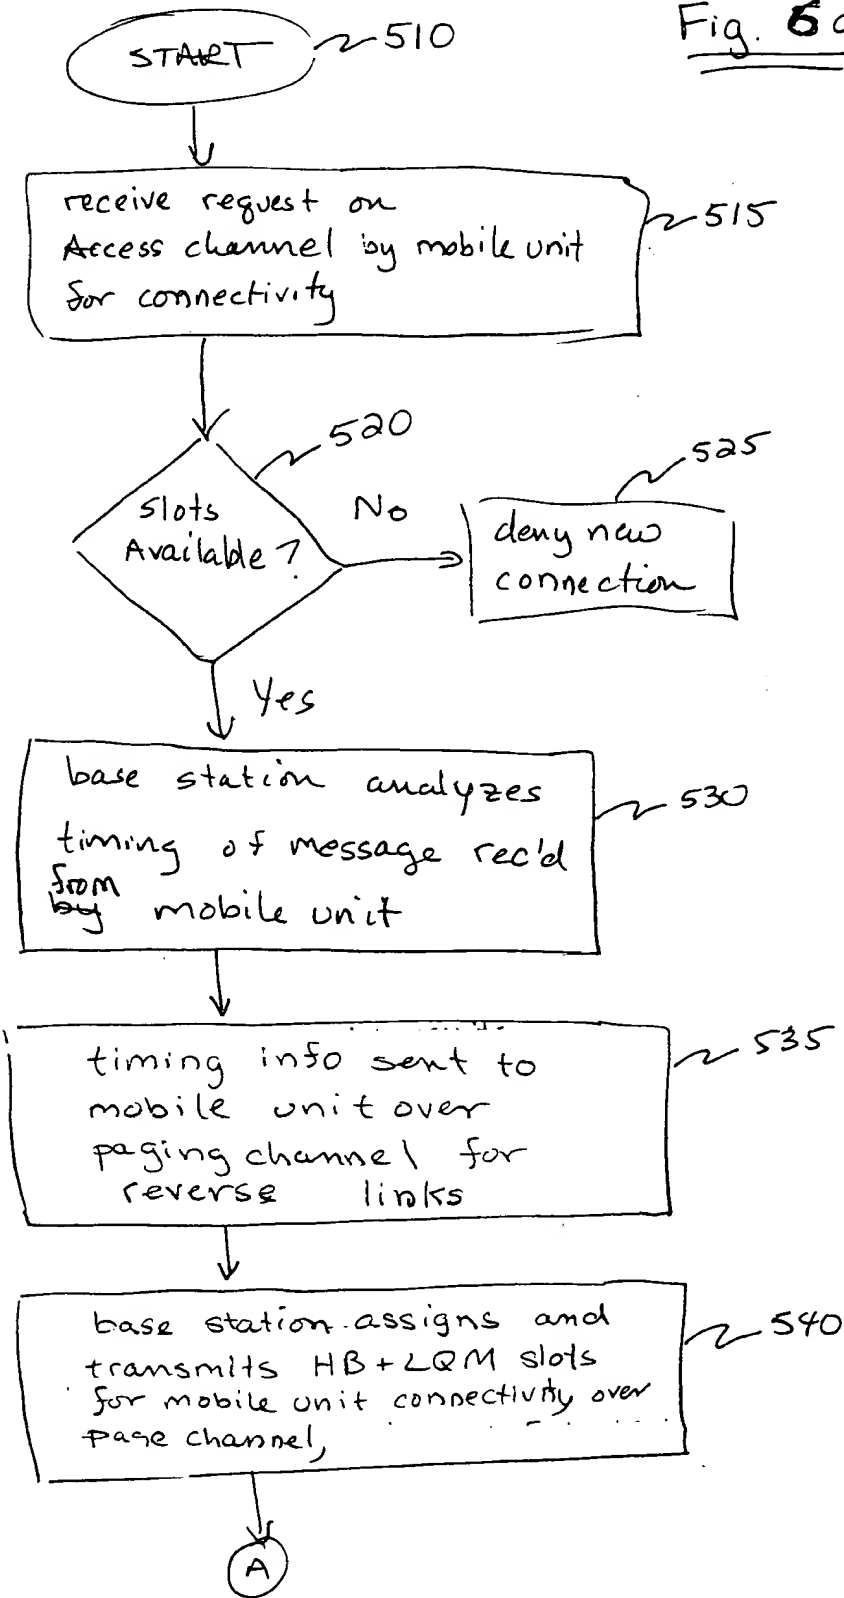 Fig. 6a
START
510
receive request on
Access channel by mobile unit
for connectivity
515
520
Slots
Available?
No
525
deny new
connection
Yes
base station analyzes
timing of message rec'd
from
by mobile unit
530
timing info sent to
mobile unit over
paging channel for
reverse links
535
base station assigns and
transmits HB+LQM slots
for mobile unit connectivity over
page channel,
540
A